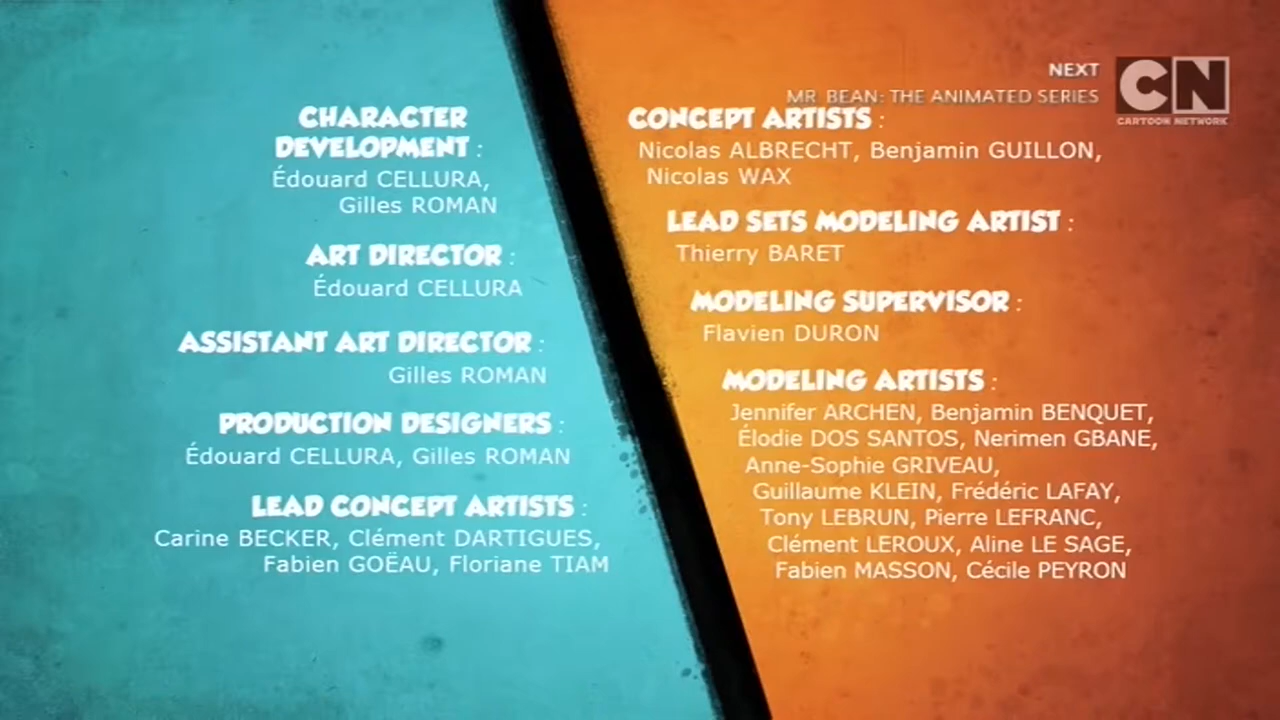 CHARACTER
DEVELOPMENT :
Édouard CELLURA,
Gilles ROMAN
ART DIRECTOR :
Édouard CELLURA
ASSISTANT ART DIRECTOR :
Gilles ROMAN
PRODUCTION DESIGNERS :
Édouard CELLURA, Gilles ROMAN
LEAD CONCEPT ARTISTS :
Carine BECKER, Clément DARTIGUES,
Fabien GOËAU, Floriane TIAM
NEXT
MR. BEAN: THE ANIMATED SERIES
CN
CARTOON NETWORK
CONCEPT ARTISTS :
Nicolas ALBRECHT, Benjamin GUILLON,
Nicolas WAX
LEAD SETS MODELING ARTIST :
Thierry BARET
MODELING SUPERVISOR :
Flavien DURON
MODELING ARTISTS :
Jennifer ARCHEN, Benjamin BENQUET,
Élodie DOS SANTOS, Nerimen GBANE,
Anne-Sophie GRIVEAU,
Guillaume KLEIN, Frédéric LAFAY,
Tony LEBRUN, Pierre LEFRANC,
Clément LEROUX, Aline LE SAGE,
Fabien MASSON, Cécile PEYRON